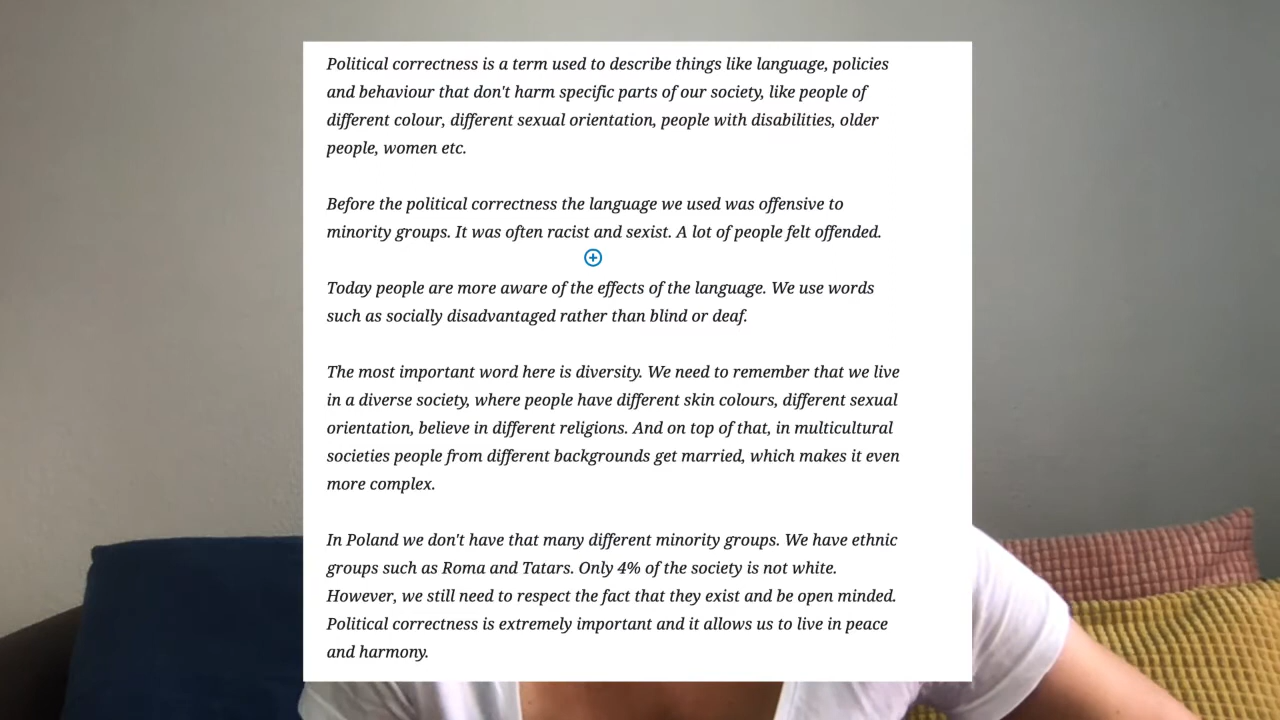 Political correctness is a term used to describe things like language, policies
and behaviour that don't harm specific parts of our society, like people of
different colour, different sexual orientation, people with disabilities, older
people, women etc.
Before the political correctness the language we used was offensive to
minority groups. It was often racist and sexist. A lot of people felt offended.
Today people are more aware of the effects of the language. We use words
such as socially disadvantaged rather than blind or deaf.
The most important word here is diversity. We need to remember that we live
in a diverse society, where people have different skin colours, different sexual
orientation, believe in different religions. And on top of that, in multicultural
societies people from different backgrounds get married, which makes it even
more complex.
In Poland we don't have that many different minority groups. We have ethnic
groups such as Roma and Tatars. Only 4% of the society is not white.
However, we still need to respect the fact that they exist and be open minded.
Political correctness is extremely important and it allows us to live in peace
and harmony.